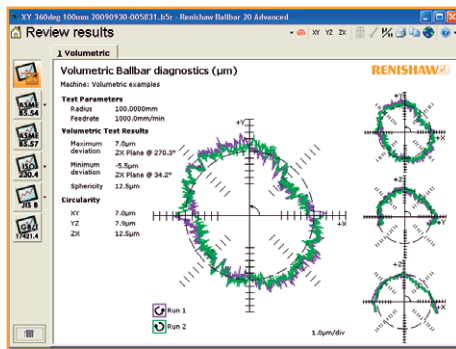 XY 360deg 100mm 20090930-005831.b5r - Renishaw Ballbar 20 Advanced
Review results
XY YZ ZX
1 Volumetric
Volumetric Ballbar diagnostics (µm)
RENISHAW
Machine: Volumetric examples
Test Parameters
Radius 100.0000mm
Feedrate 1000.0mm/min
Volumetric Test Results
Maximum deviation 7.0µm
ZX Plane @ 270.3°
Minimum deviation -5.5µm
ZX Plane @ 34.2°
Sphericity 12.5µm
Circularity
XY 7.0µm
YZ 7.9µm
ZX 12.5µm
ASME
B5.54
ASME
B5.57
ISO
230.4
JIS B
GB/T
17421.4
+Y
+X
Run 1
Run 2
1.0µm/div
+Y
+X
+Z
+Y
+Z
+X